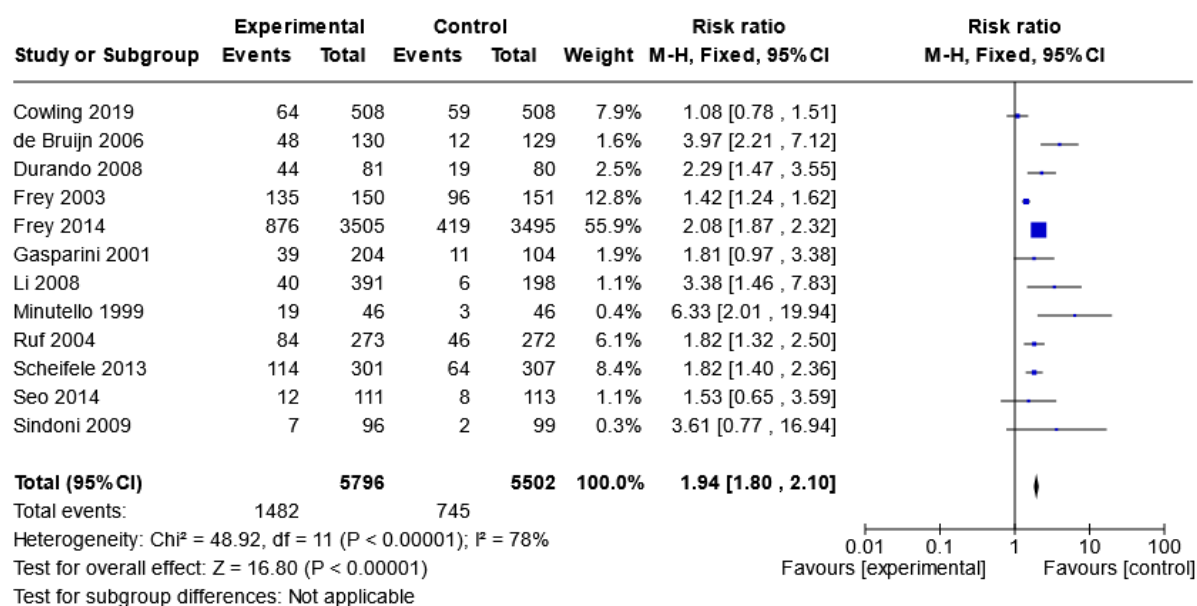 Experimental Control Risk ratio Risk ratio
Study or Subgroup Events Total Events Total Weight M-H, Fixed, 95% CI M-H, Fixed, 95% CI
Cowling 2019 64 508 59 508 7.9% 1.08 [0.78 , 1.51]
de Bruijn 2006 48 130 12 129 1.6% 3.97 [2.21 , 7.12]
Durando 2008 44 81 19 80 2.5% 2.29 [1.47 , 3.55]
Frey 2003 135 150 96 151 12.8% 1.42 [1.24 , 1.62]
Frey 2014 876 3505 419 3495 55.9% 2.08 [1.87 , 2.32]
Gasparini 2001 39 204 11 104 1.9% 1.81 [0.97 , 3.38]
Li 2008 40 391 6 198 1.1% 3.38 [1.46 , 7.83]
Minutello 1999 19 46 3 46 0.4% 6.33 [2.01 , 19.94]
Ruf 2004 84 273 46 272 6.1% 1.82 [1.32 , 2.50]
Scheifele 2013 114 301 64 307 8.4% 1.82 [1.40 , 2.36]
Seo 2014 12 111 8 113 1.1% 1.53 [0.65 , 3.59]
Sindoni 2009 7 96 2 99 0.3% 3.61 [0.77 , 16.94]
Total (95% CI) 5796 5502 100.0% 1.94 [1.80 , 2.10]
Total events: 1482 745
Heterogeneity: Chi² = 48.92, df = 11 (P < 0.00001); I² = 78%
0.01 0.1 1 10 100
Test for overall effect: Z = 16.80 (P < 0.00001) Favours [experimental] Favours [control]
Test for subgroup differences: Not applicable